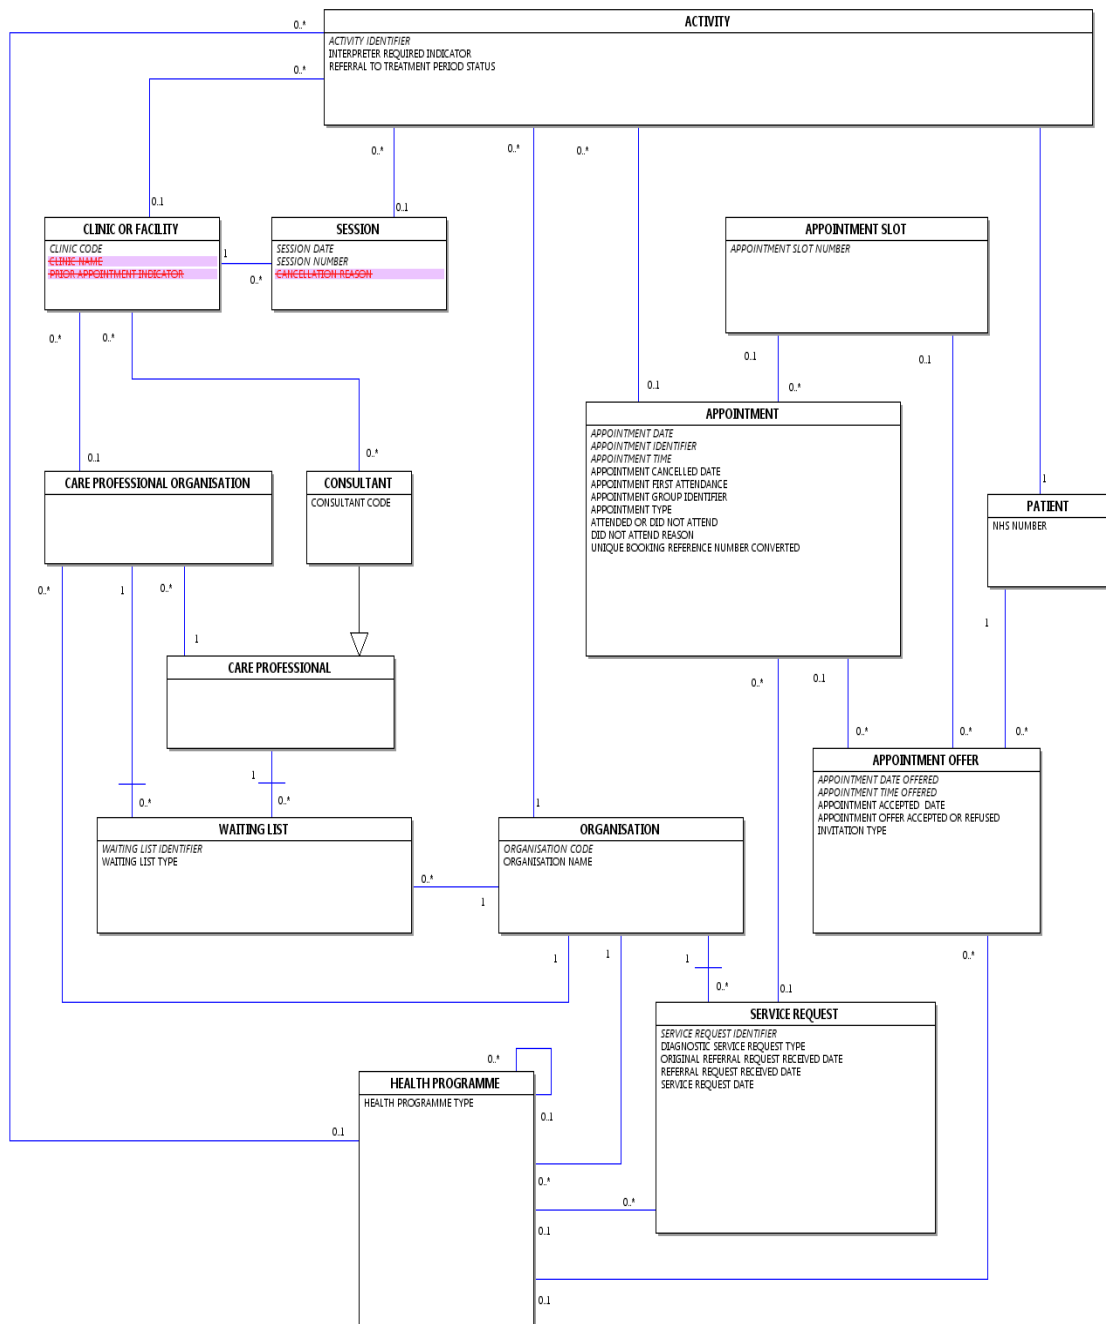 ACTIVITY
0..*
ACTIVITY IDENTIFIER
INTERPRETER REQUIRED INDICATOR
REFERRAL TO TREATMENT PERIOD STATUS
0..*
0..*
0..*
0..*
0..1
0..1
CLINIC OR FACILITY
CLINIC CODE
CLINIC NAME
PRIOR APPOINTMENT INDICATOR
1
0..*
SESSION
SESSION DATE
SESSION NUMBER
CANCELLATION REASON
APPOINTMENT SLOT
APPOINTMENT SLOT NUMBER
0..*
0..*
0..1
0..1
0..1
0..*
APPOINTMENT
APPOINTMENT DATE
APPOINTMENT IDENTIFIER
APPOINTMENT TIME
APPOINTMENT CANCELLED DATE
APPOINTMENT FIRST ATTENDANCE
APPOINTMENT GROUP IDENTIFIER
APPOINTMENT TYPE
ATTENDED OR DID NOT ATTEND
DID NOT ATTEND REASON
UNIQUE BOOKING REFERENCE NUMBER CONVERTED
0..1
0..*
CARE PROFESSIONAL ORGANISATION
CONSULTANT
CONSULTANT CODE
1
PATIENT
NHS NUMBER
0..*
1
0..*
1
1
CARE PROFESSIONAL
0..*
0..1
0..*
0..*
0..*
APPOINTMENT OFFER
APPOINTMENT DATE OFFERED
APPOINTMENT TIME OFFERED
APPOINTMENT ACCEPTED DATE
APPOINTMENT OFFER ACCEPTED OR REFUSED
INVITATION TYPE
1
0..*
0..*
1
WAITING LIST
WAITING LIST IDENTIFIER
WAITING LIST TYPE
0..*
1
ORGANISATION
ORGANISATION CODE
ORGANISATION NAME
1
1
1
0..*
0..*
0..1
SERVICE REQUEST
SERVICE REQUEST IDENTIFIER
DIAGNOSTIC SERVICE REQUEST TYPE
ORIGINAL REFERRAL REQUEST RECEIVED DATE
REFERRAL REQUEST RECEIVED DATE
SERVICE REQUEST DATE
0..*
HEALTH PROGRAMME
HEALTH PROGRAMME TYPE
0..1
0..1
0..*
0..*
0..1
0..1